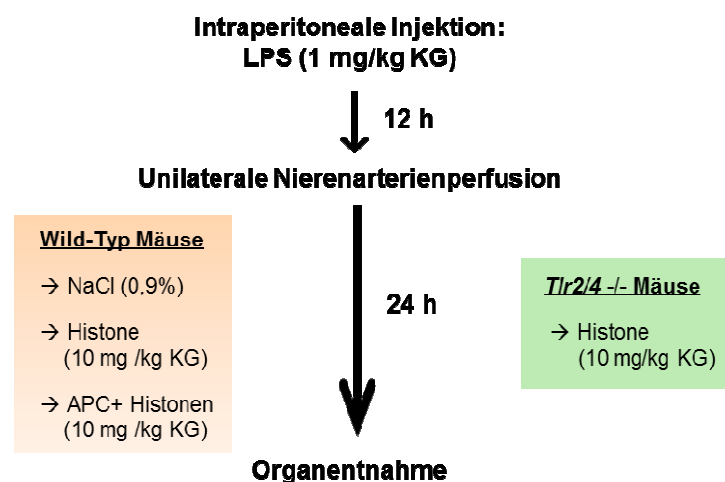 Intraperitoneale Injektion:
LPS (1 mg/kg KG)
12 h
Unilaterale Nierenarterienperfusion
Wild-Typ Mäuse
→ NaCl (0,9%)
→ Histone
(10 mg /kg KG)
→ APC+ Histonen
(10 mg /kg KG)
24 h
Tlr2/4 -/- Mäuse
→ Histone
(10 mg/kg KG)
Organentnahme